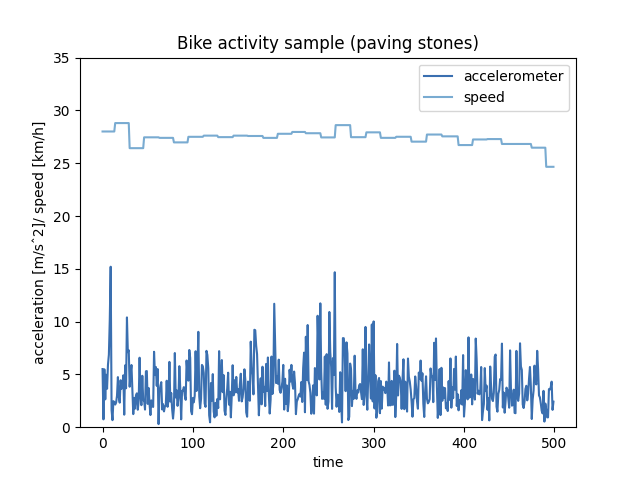 Bike activity sample (paving stones)
accelerometer
speed
acceleration [m/s^2]/ speed [km/h]
35
30
25
20
15
10
5
0
0 100 200 300 400 500
time